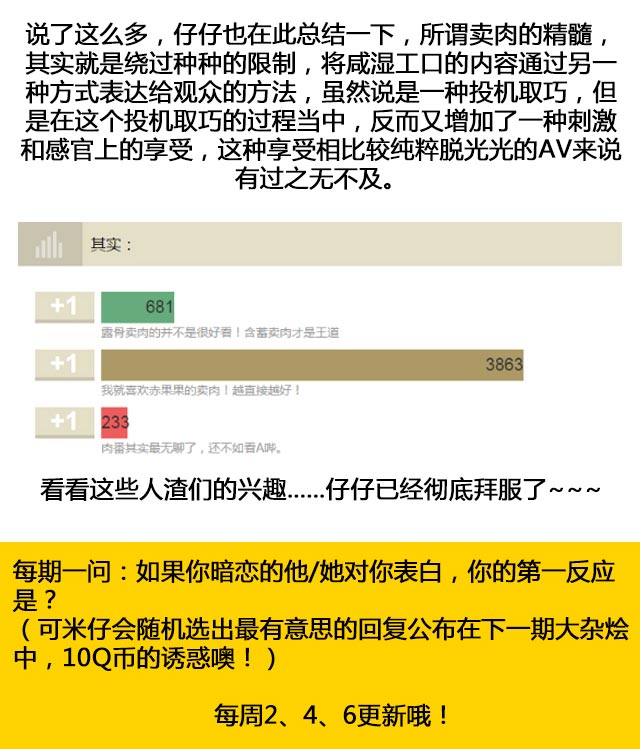 说了这么多，仔仔也在此总结一下，所谓卖肉的精髓，
其实就是绕过种种的限制，将咸湿工口的内容通过另一
种方式表达给观众的方法，虽然说是一种投机取巧，但
是在这个投机取巧的过程当中，反而又增加了一种刺激
和感官上的享受，这种享受相比较纯粹脱光光的AV来说
有过之无不及。
其实：
+1 681
露骨卖肉的并不是很好看！含蓄卖肉才是王道
+1 3863
我就喜欢赤果果的卖肉！越直接越好！
+1 233
肉番其实最无聊了，还不如看A哔。
看看这些人渣们的兴趣......仔仔已经彻底拜服了~~~
每期一问：如果你暗恋的他/她对你表白，你的第一反应
是？
（可米仔会随机选出最有意思的回复公布在下一期大杂烩
中，10Q币的诱惑噢！）
每周2、4、6更新哦！